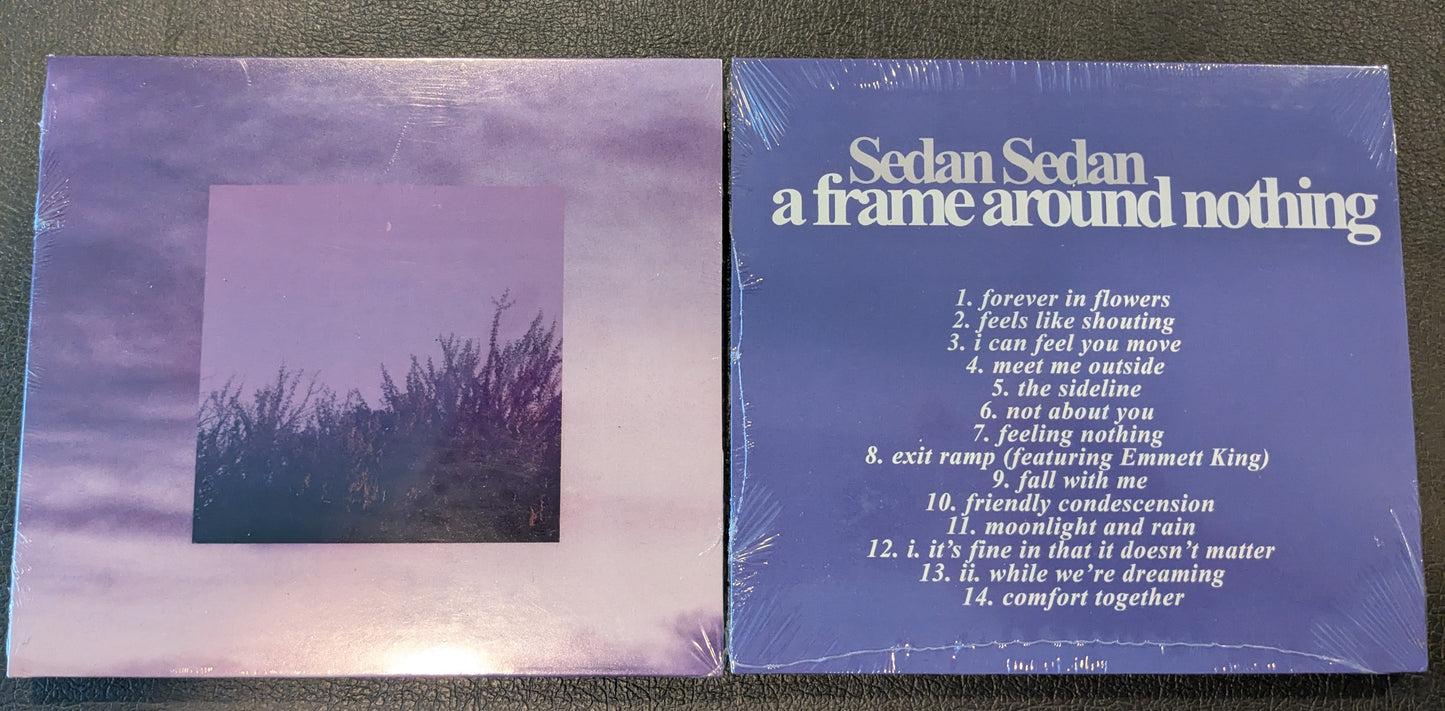 Sedan Sedan
a frame around nothing
1. forever in flowers
2. feels like shouting
3. i can feel you move
4. meet me outside
5. the sideline
6. not about you
7. feeling nothing
8. exit ramp (featuring Emmett King)
9. fall with me
10. friendly condescension
11. moonlight and rain
12. i. it's fine in that it doesn't matter
13. ii. while we're dreaming
14. comfort together